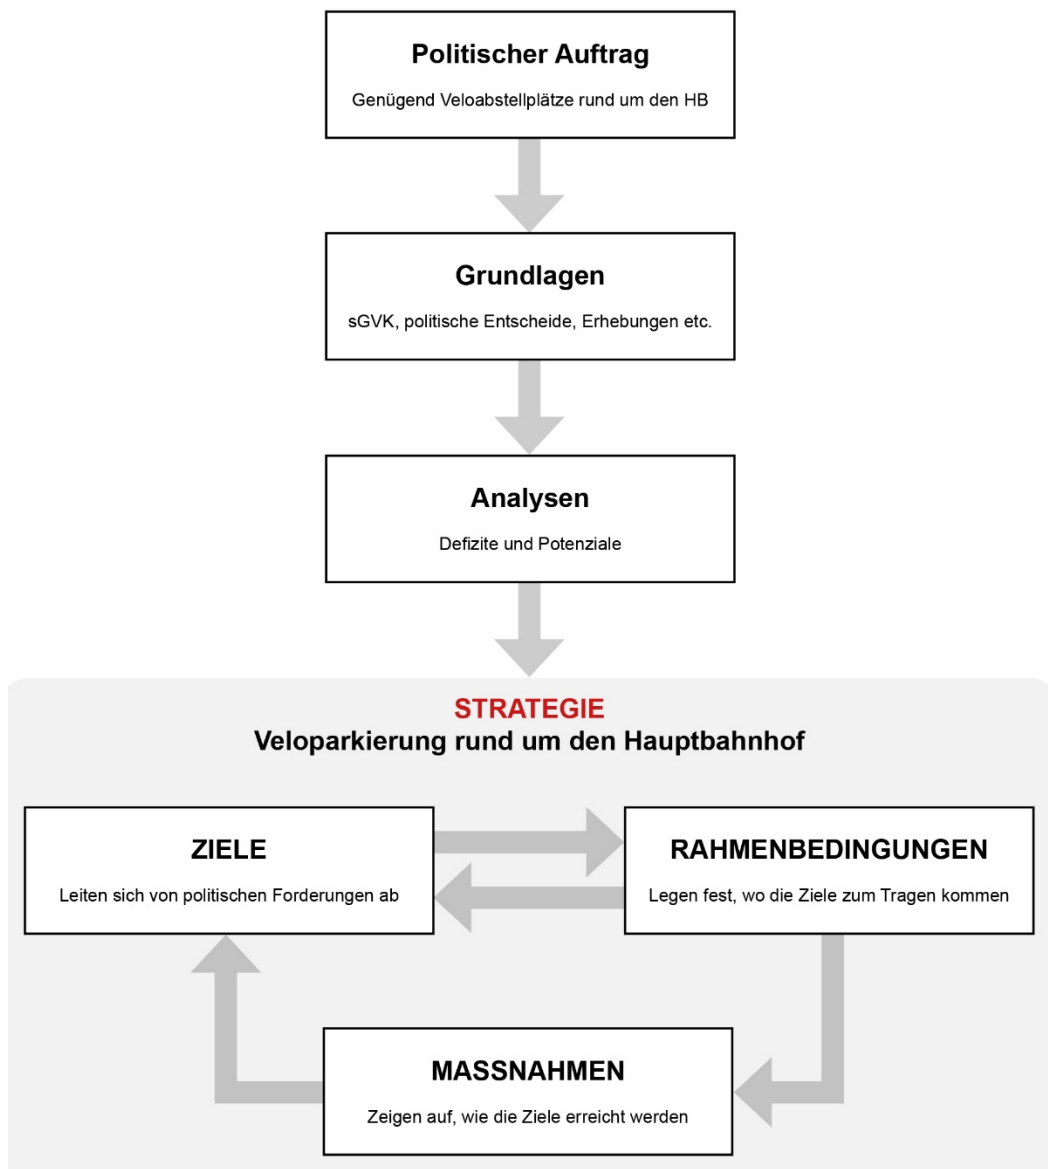 Politischer Auftrag
Genügend Veloabstellplätze rund um den HB
Grundlagen
sGVK, politische Entscheide, Erhebungen etc.
Analysen
Defizite und Potenziale
STRATEGIE
Veloparkierung rund um den Hauptbahnhof
ZIELE
Leiten sich von politischen Forderungen ab
RAHMENBEDINGUNGEN
Legen fest, wo die Ziele zum Tragen kommen
MASSNAHMEN
Zeigen auf, wie die Ziele erreicht werden